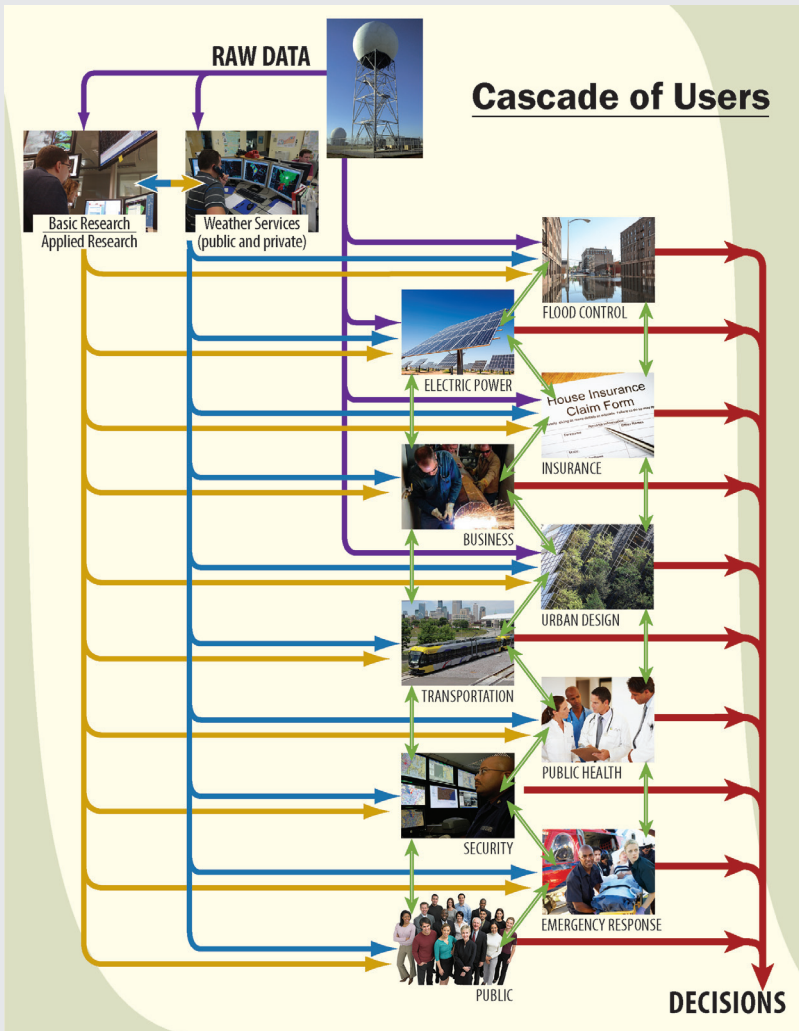 RAW DATA
Cascade of Users
Basic Research
Applied Research
Weather Services
(public and private)
FLOOD CONTROL
ELECTRIC POWER
House Insurance
Claim Form
INSURANCE
BUSINESS
URBAN DESIGN
TRANSPORTATION
PUBLIC HEALTH
SECURITY
EMERGENCY RESPONSE
PUBLIC
DECISIONS